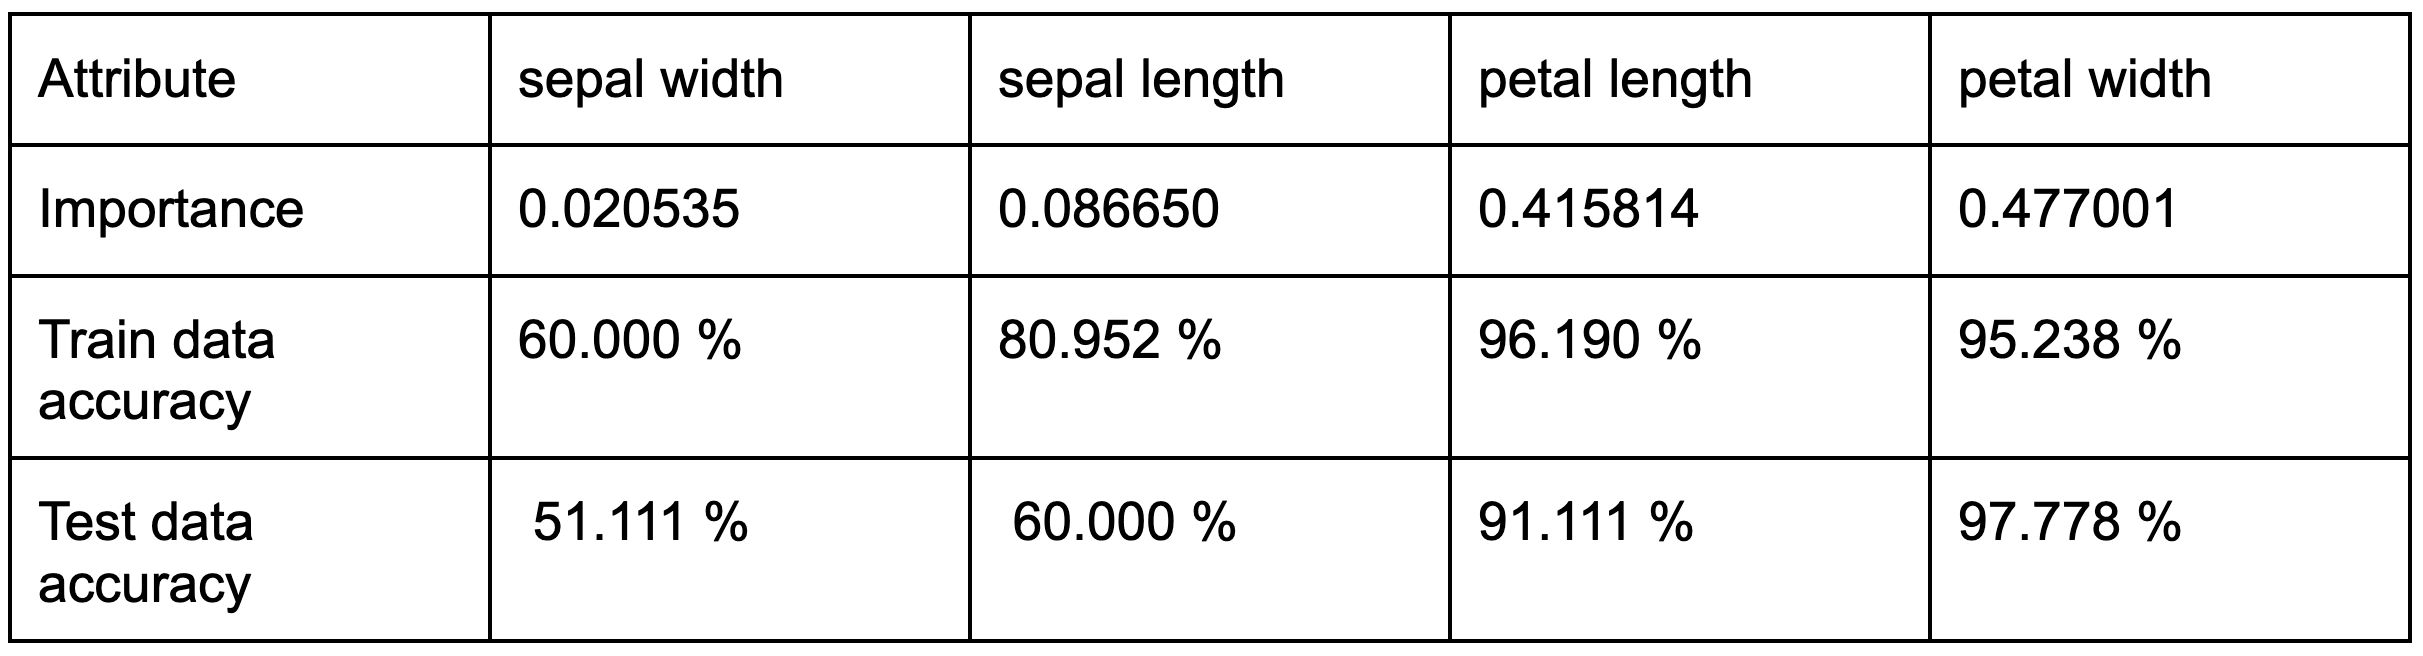 Attribute sepal width sepal length petal length petal width
Importance 0.020535 0.086650 0.415814 0.477001
Train data accuracy 60.000 % 80.952 % 96.190 % 95.238 %
Test data accuracy 51.111 % 60.000 % 91.111 % 97.778 %